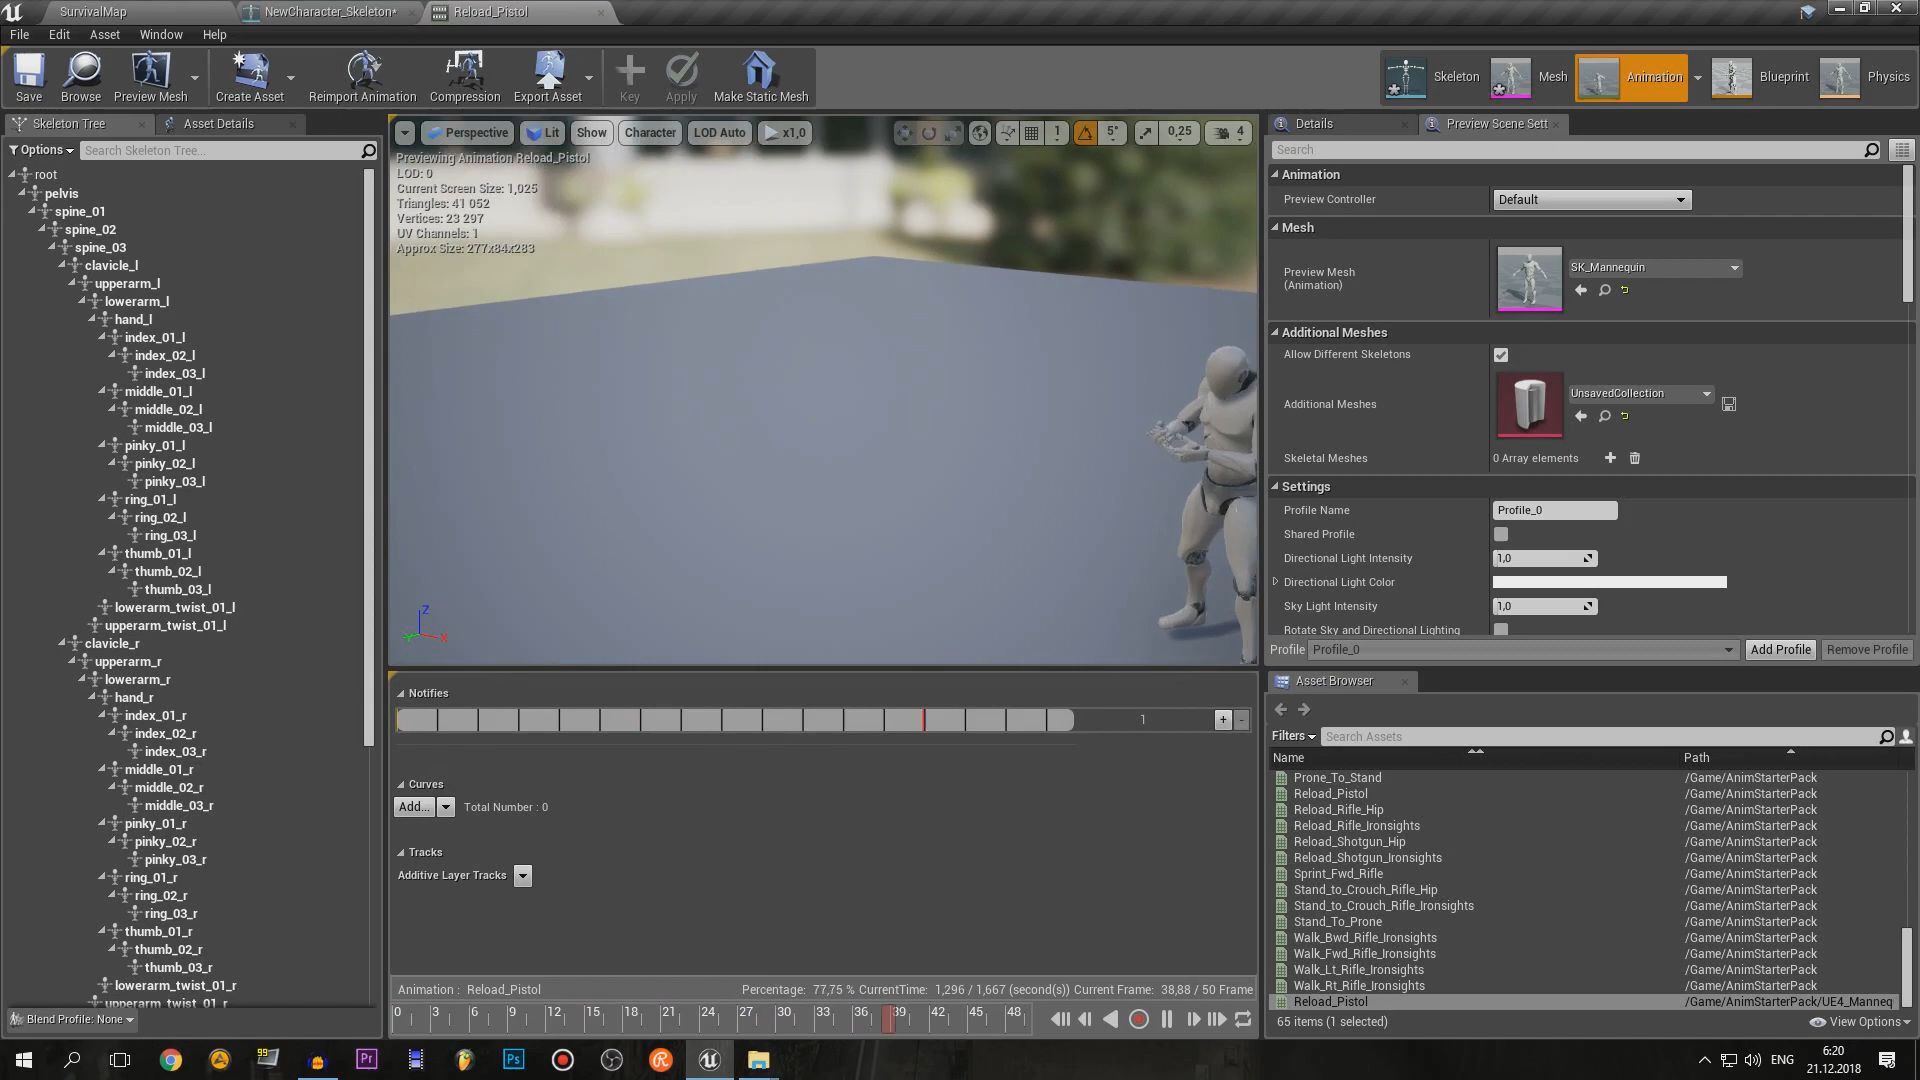 SurvivalMap
NewCharacter_Skeleton*
Reload_Pistol
File Edit Asset Window Help
Save
Browse
Preview Mesh
Create Asset
Reimport Animation
Compression
Export Asset
Key
Apply
Make Static Mesh
Skeleton
Mesh
Animation
Blueprint
Physics
Skeleton Tree
Asset Details
Options
Search Skeleton Tree...
root
pelvis
spine_01
spine_02
spine_03
clavicle_l
upperarm_l
lowerarm_l
hand_l
index_01_l
index_02_l
index_03_l
middle_01_l
middle_02_l
middle_03_l
pinky_01_l
pinky_02_l
pinky_03_l
ring_01_l
ring_02_l
ring_03_l
thumb_01_l
thumb_02_l
thumb_03_l
lowerarm_twist_01_l
upperarm_twist_01_l
clavicle_r
upperarm_r
lowerarm_r
hand_r
index_01_r
index_02_r
index_03_r
middle_01_r
middle_02_r
middle_03_r
pinky_01_r
pinky_02_r
pinky_03_r
ring_01_r
ring_02_r
ring_03_r
thumb_01_r
thumb_02_r
thumb_03_r
lowerarm_twist_01_r
upperarm_twist_01_r
Blend Profile: None
Perspective Lit Show Character LOD Auto x1,0 1 5° 0,25 4
Previewing Animation Reload_Pistol
LOD: 0
Current Screen Size: 1,025
Triangles: 41 052
Vertices: 23 297
UV Channels: 1
Approx Size: 277x84x283
Z
Y X
Notifies
1 + -
Curves
Add... Total Number : 0
Tracks
Additive Layer Tracks
Animation : Reload_Pistol Percentage: 77,75 % CurrentTime: 1,296 / 1,667 (second(s)) Current Frame: 38,88 / 50 Frame
0 3 6 9 12 15 18 21 24 27 30 33 36 39 42 45 48
Details
Preview Scene Sett
Search
Animation
Preview Controller Default
Mesh
Preview Mesh
(Animation)
SK_Mannequin
Additional Meshes
Allow Different Skeletons
Additional Meshes UnsavedCollection
Skeletal Meshes 0 Array elements
Settings
Profile Name Profile_0
Shared Profile
Directional Light Intensity 1,0
Directional Light Color
Sky Light Intensity 1,0
Rotate Sky and Directional Lighting
Profile Profile_0 Add Profile Remove Profile
Asset Browser
Filters Search Assets
Name Path
Prone_To_Stand /Game/AnimStarterPack
Reload_Pistol /Game/AnimStarterPack
Reload_Rifle_Hip /Game/AnimStarterPack
Reload_Rifle_Ironsights /Game/AnimStarterPack
Reload_Shotgun_Hip /Game/AnimStarterPack
Reload_Shotgun_Ironsights /Game/AnimStarterPack
Sprint_Fwd_Rifle /Game/AnimStarterPack
Stand_to_Crouch_Rifle_Hip /Game/AnimStarterPack
Stand_to_Crouch_Rifle_Ironsights /Game/AnimStarterPack
Stand_To_Prone /Game/AnimStarterPack
Walk_Bwd_Rifle_Ironsights /Game/AnimStarterPack
Walk_Fwd_Rifle_Ironsights /Game/AnimStarterPack
Walk_Lt_Rifle_Ironsights /Game/AnimStarterPack
Walk_Rt_Rifle_Ironsights /Game/AnimStarterPack
Reload_Pistol /Game/AnimStarterPack/UE4_Manneq
65 items (1 selected) View Options
99
Pr
Ps
ENG
6:20
21.12.2018